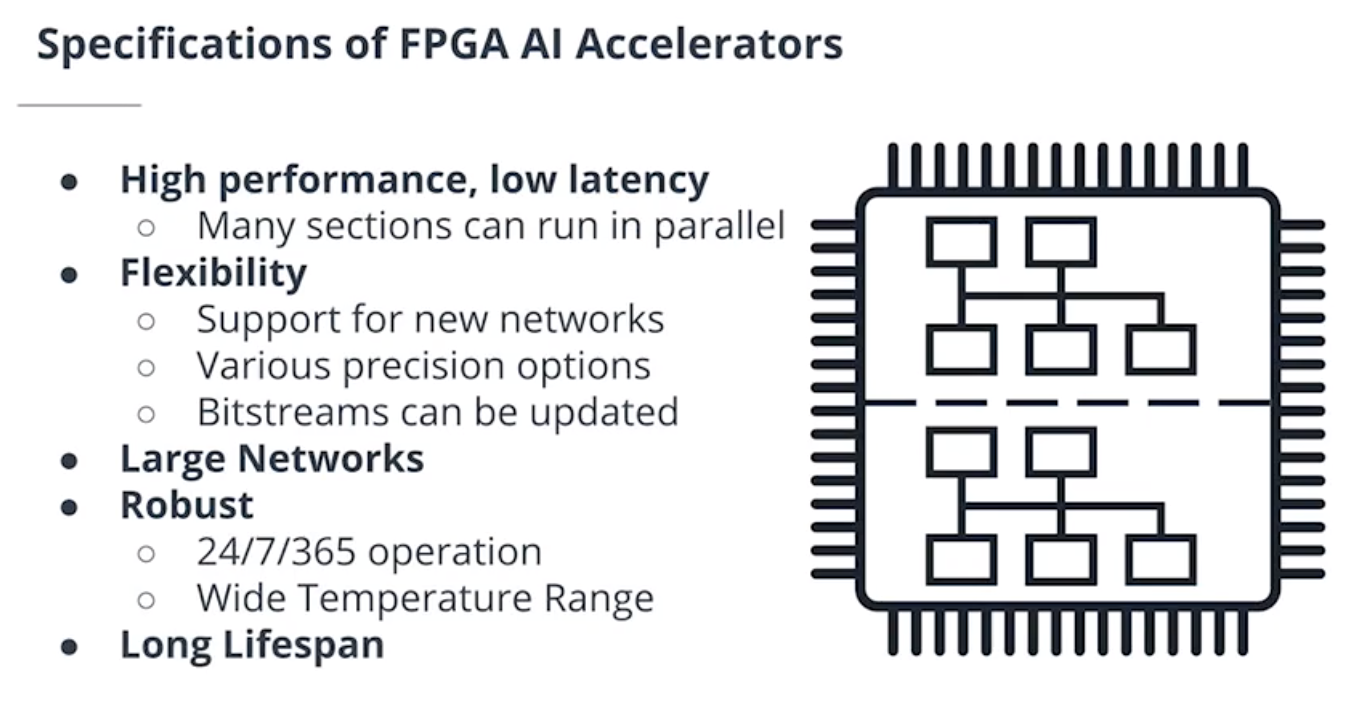 Specifications of FPGA AI Accelerators
● High performance, low latency
○ Many sections can run in parallel
● Flexibility
○ Support for new networks
○ Various precision options
○ Bitstreams can be updated
● Large Networks
● Robust
○ 24/7/365 operation
○ Wide Temperature Range
● Long Lifespan